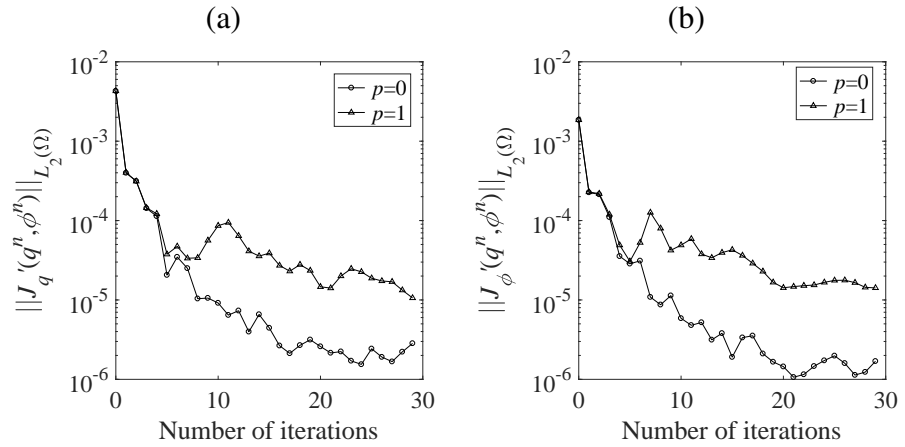 (a)
10^-2
10^-3
10^-4
10^-5
10^-6
||J_q'(q^n,ϕ^n)||_{L_2(Ω)}
p=0
p=1
0
10
20
30
Number of iterations
(b)
10^-2
10^-3
10^-4
10^-5
10^-6
||J_ϕ'(q^n,ϕ^n)||_{L_2(Ω)}
p=0
p=1
0
10
20
30
Number of iterations